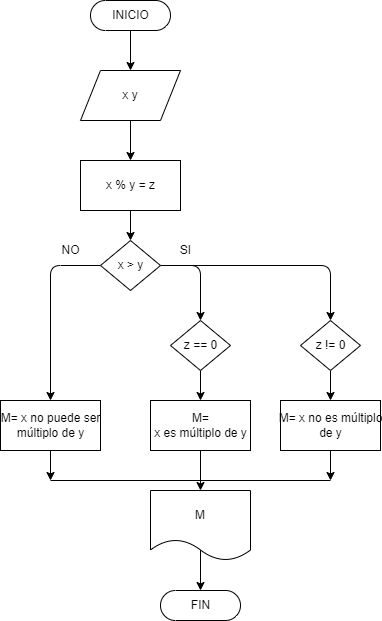 INICIO
x y
x % y = z
NO
SI
x > y
z == 0
z != 0
M= x no puede ser
múltiplo de y
M=
x es múltiplo de y
M= x no es múltiplo
de y
M
FIN